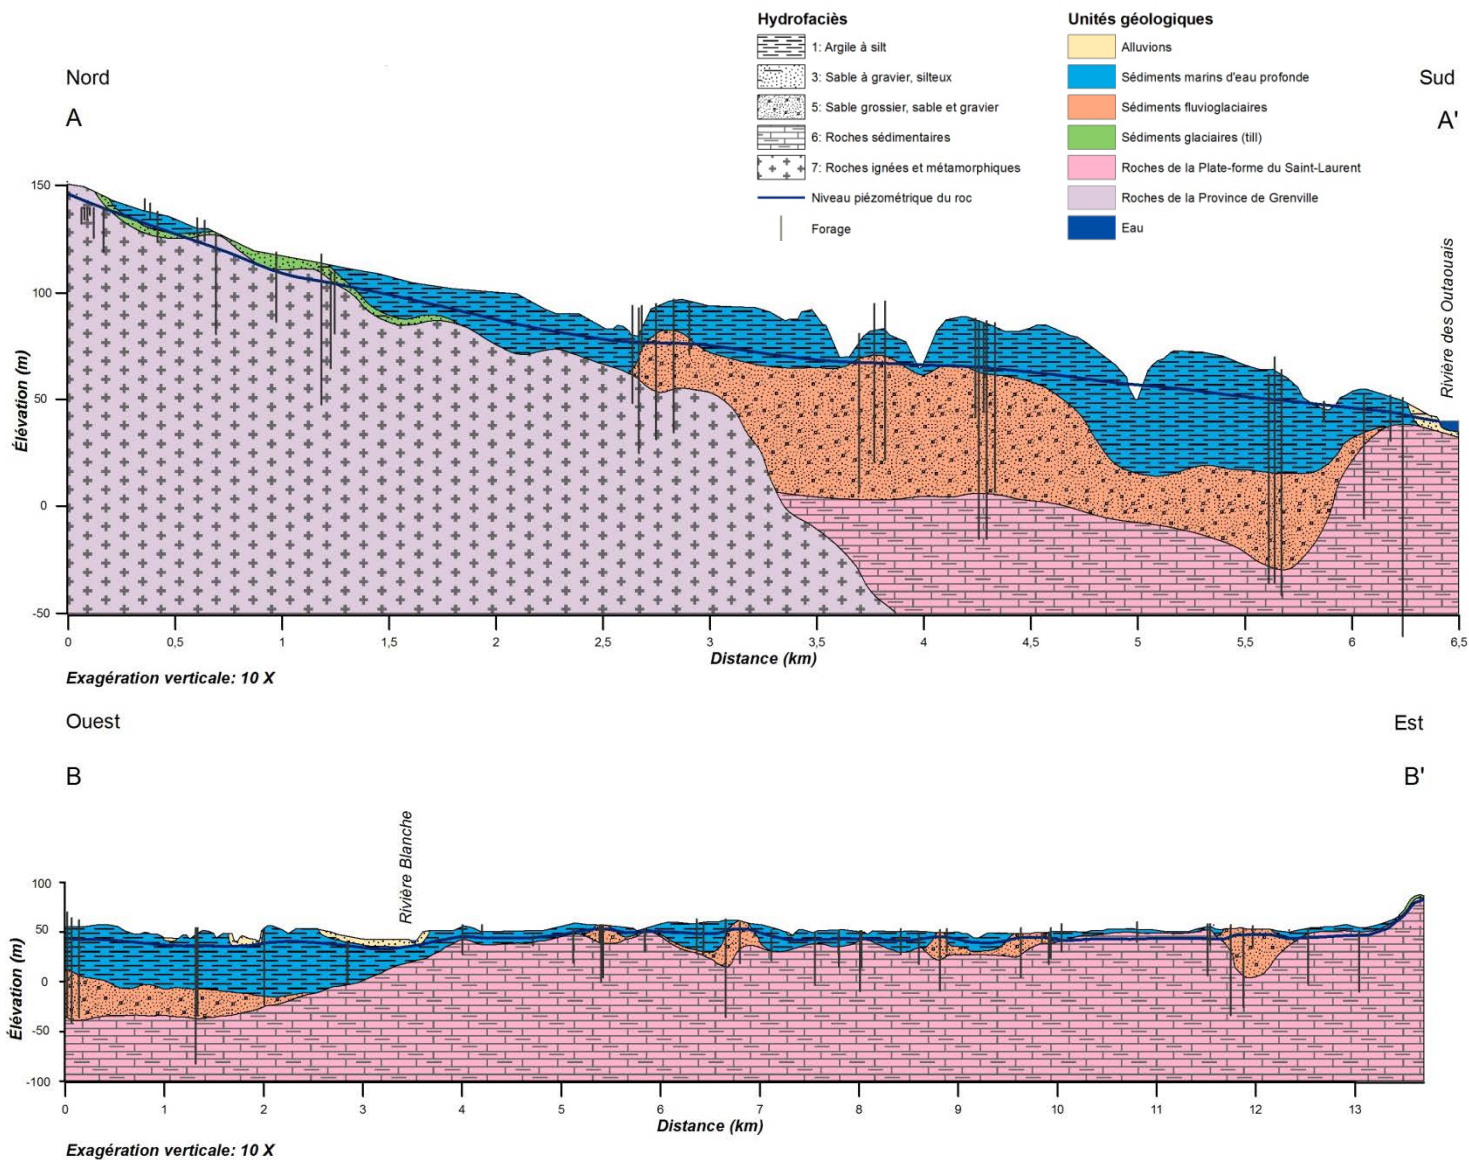 Hydrofaciès
Unités géologiques
1: Argile à silt
Alluvions
Nord
3: Sable à gravier, silteux
Sédiments marins d'eau profonde
Sud
5: Sable grossier, sable et gravier
Sédiments fluvioglaciaires
A
A'
6: Roches sédimentaires
Sédiments glaciaires (till)
7: Roches ignées et métamorphiques
Roches de la Plate-forme du Saint-Laurent
Niveau piézométrique du roc
Roches de la Province de Grenville
Forage
Eau
Rivière des Outaouais
Élévation (m)
150
100
50
0
-50
0 0,5 1 1,5 2 2,5 3 3,5 4 4,5 5 5,5 6 6,5
Distance (km)
Exagération verticale: 10 X
Ouest
Est
B
B'
Rivière Blanche
Élévation (m)
100
50
0
-50
-100
0 1 2 3 4 5 6 7 8 9 10 11 12 13
Distance (km)
Exagération verticale: 10 X